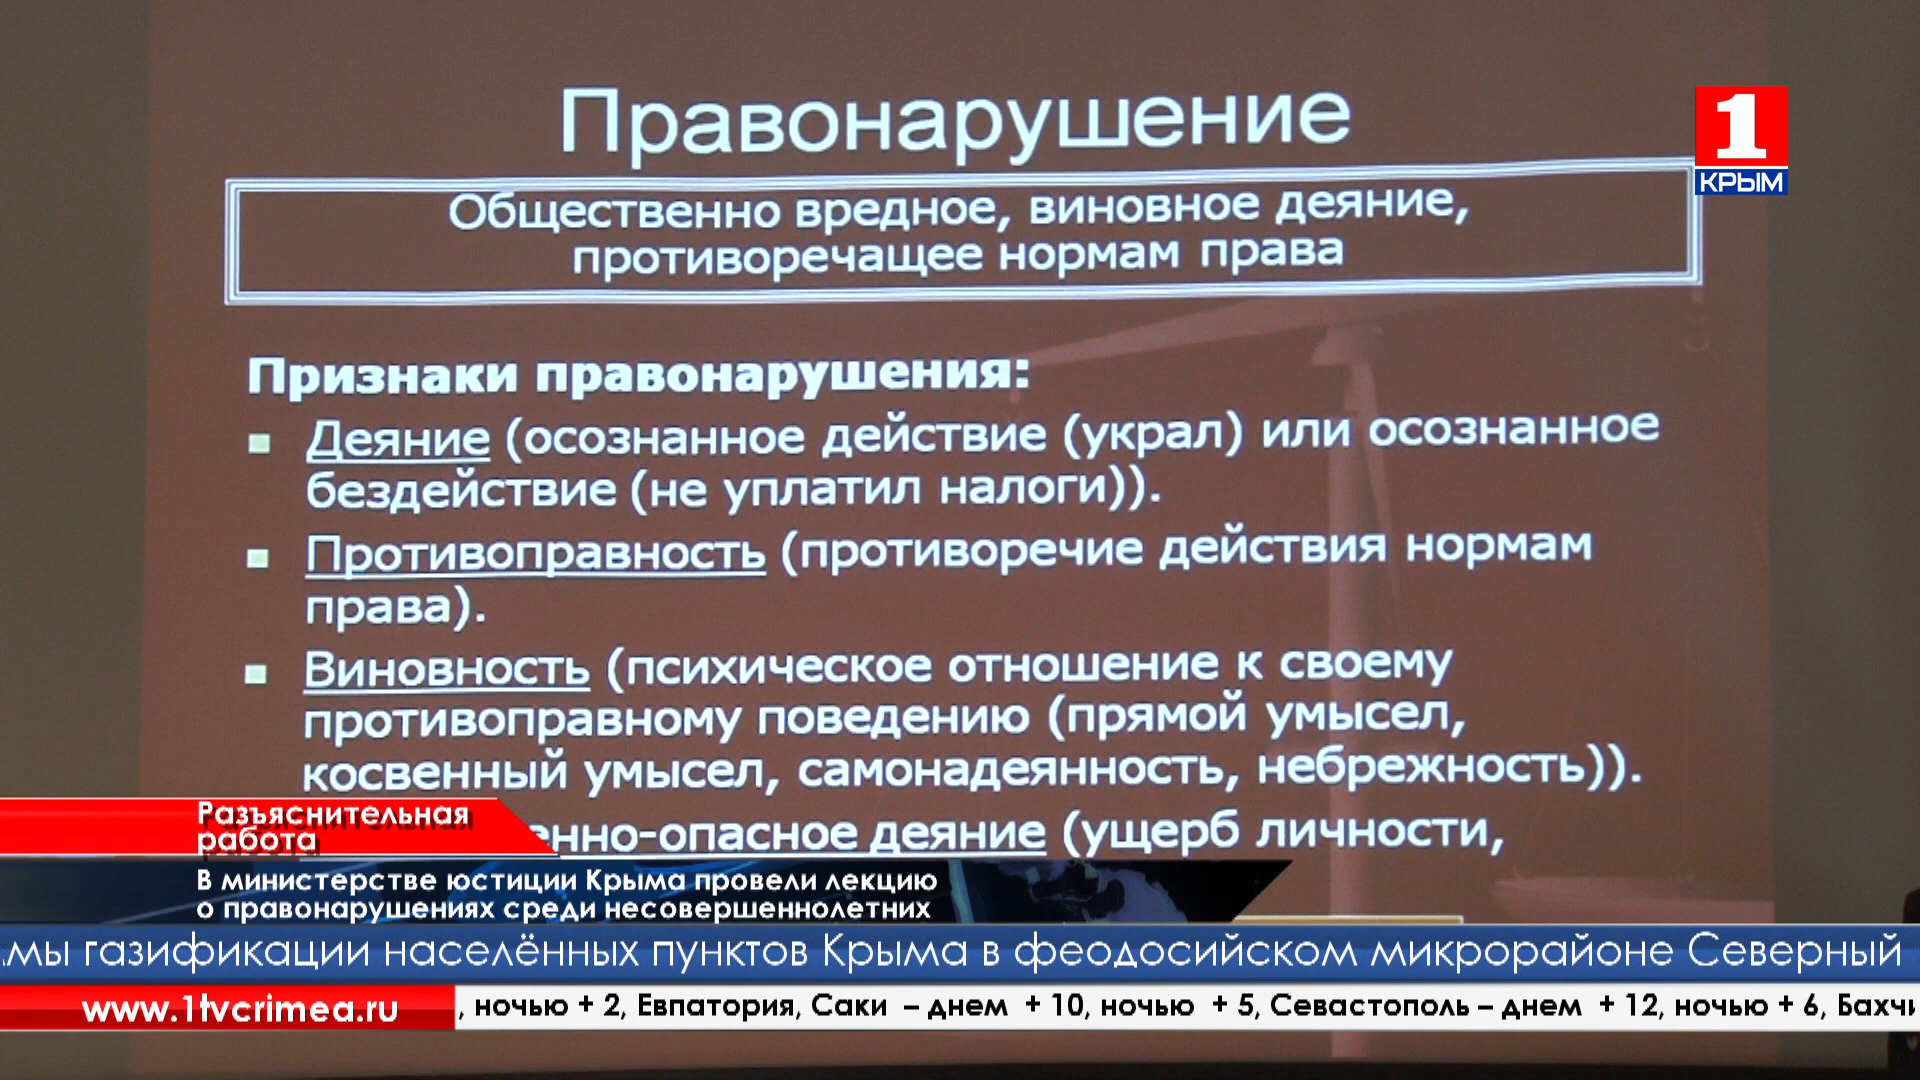 Правонарушение
1
КРЫМ
Общественно вредное, виновное деяние,
противоречащее нормам права
Признаки правонарушения:
Деяние (осознанное действие (украл) или осознанное
бездействие (не уплатил налоги)).
Противоправность (противоречие действия нормам
права).
Виновность (психическое отношение к своему
противоправному поведению (прямой умысел,
косвенный умысел, самонадеянность, небрежность)).
деяние (ущерб личности,
Разъяснительная
работа
В министерстве юстиции Крыма провели лекцию
о правонарушениях среди несовершеннолетних
газификации населённых пунктов Крыма в феодосийском микрорайоне Северный
www.1tvcrimea.ru
, ночью + 2, Евпатория, Саки – днем + 10, ночью + 5, Севастополь – днем + 12, ночью + 6,